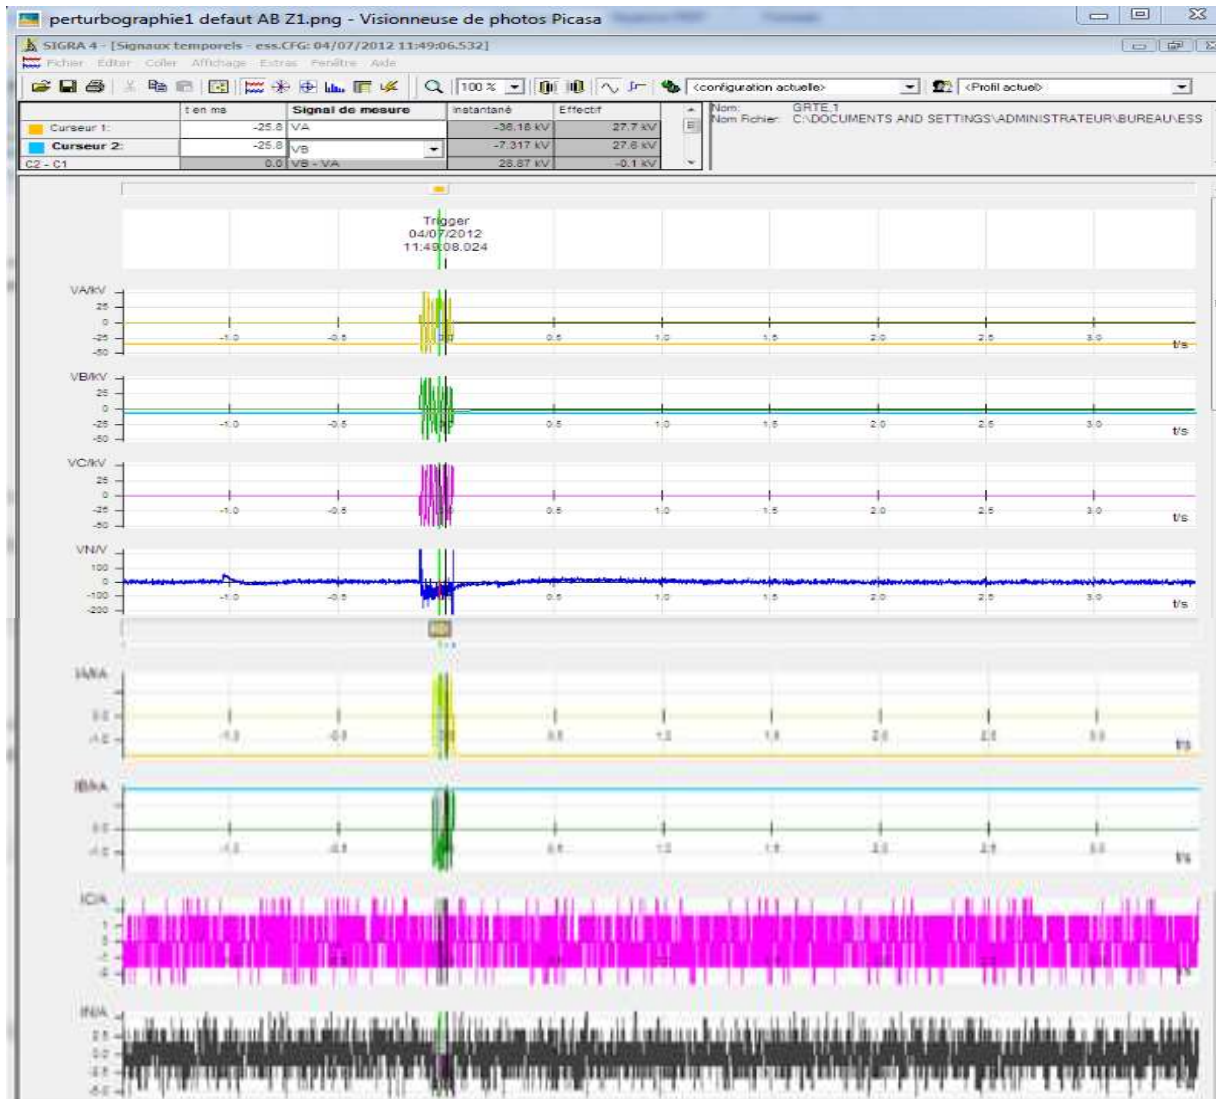 perturbographie1 defaut AB Z1.png - Visionneuse de photos Picasa
SIGRA 4 - [Signaux temporels - ess.CFG: 04/07/2012 11:49:06.532]
Fichier Editer Coller Affichage Extras Fenêtre Aide
100 % <configuration actuelle> <Profil actuel>
t en ms Signal de mesure Instantané Effectif
Curseur 1: -25.8 VA -36.18 kV 27.7 kV
Curseur 2: -25.8 VB -7.317 kV 27.6 kV
C2 - C1 0.0 VB - VA 28.87 kV -0.1 kV
Nom: GRTE.1
Nom Fichier: C:\DOCUMENTS AND SETTINGS\ADMINISTRATEUR\BUREAU\ESS
Trigger
04/07/2012
11:49:08.024
VA/kV
25
0
-25
-50
-1.0 -0.5 0.5 1.0 1.5 2.0 2.5 3.0 t/s
VB/kV
25
0
-25
-50
-1.0 -0.5 0.5 1.0 1.5 2.0 2.5 3.0 t/s
VC/kV
25
0
-25
-50
-1.0 -0.5 0.5 1.0 1.5 2.0 2.5 3.0 t/s
VN/V
100
0
-100
-200
-1.0 -0.5 0.5 1.0 1.5 2.0 2.5 3.0 t/s
IA/kA
t/s
IB/kA
t/s
IC/A
IN/A